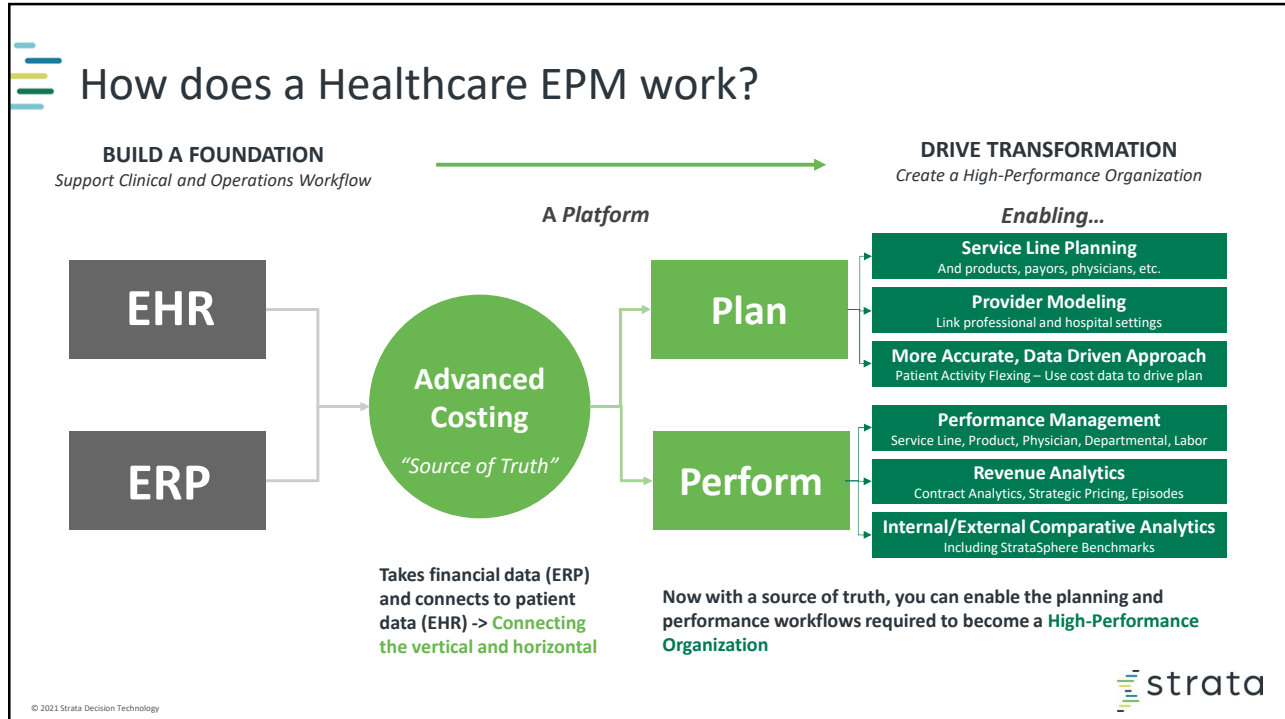 How does a Healthcare EPM work?
BUILD A FOUNDATION
Support Clinical and Operations Workflow
DRIVE TRANSFORMATION
Create a High-Performance Organization
A Platform
Enabling...
EHR
ERP
Advanced
Costing
“Source of Truth”
Plan
Perform
Service Line Planning
And products, payors, physicians, etc.
Provider Modeling
Link professional and hospital settings
More Accurate, Data Driven Approach
Patient Activity Flexing – Use cost data to drive plan
Performance Management
Service Line, Product, Physician, Departmental, Labor
Revenue Analytics
Contract Analytics, Strategic Pricing, Episodes
Internal/External Comparative Analytics
Including StrataSphere Benchmarks
Takes financial data (ERP)
and connects to patient
data (EHR) -> Connecting
the vertical and horizontal
Now with a source of truth, you can enable the planning and
performance workflows required to become a High-Performance
Organization
© 2021 Strata Decision Technology
strata